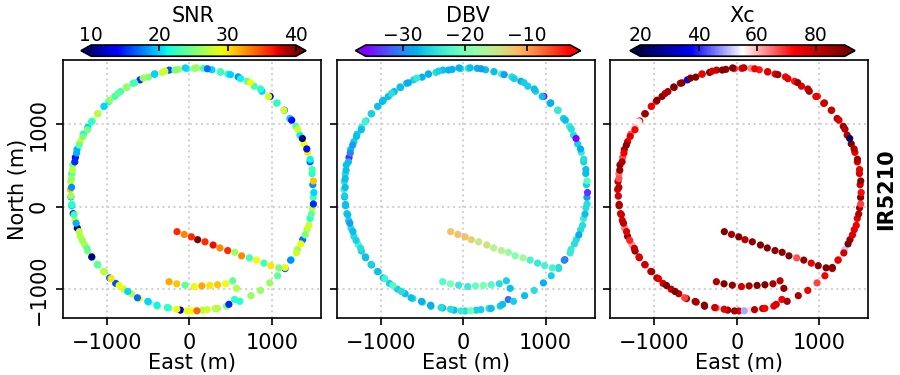 SNR DBV Xc
10 20 30 40 −30 −20 −10 20 40 60 80
1000
0
−1000
North (m)
IR5210
−1000 0 1000 −1000 0 1000 −1000 0 1000
East (m) East (m) East (m)